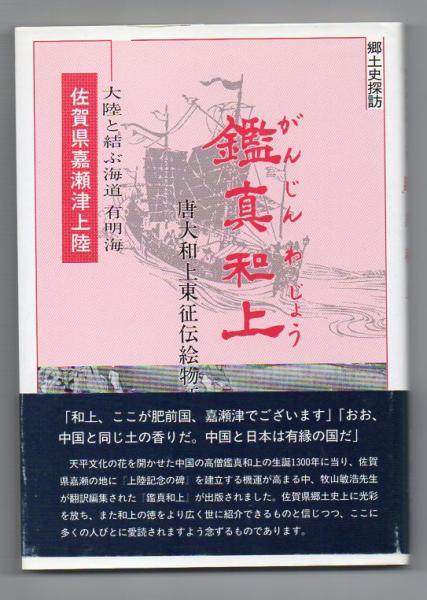 郷土史探訪
がんじん わじょう
鑑真和上
唐大和上東征伝絵物
大陸と結ぶ海道 有明海
佐賀県嘉瀬津上陸
「和上、ここが肥前国、嘉瀬津でございます」「おお、
中国と同じ土の香りだ。中国と日本は有縁の国だ」
天平文化の花を開かせた中国の高僧鑑真和上の生誕1300年に当り、佐賀
県嘉瀬の地に『上陸記念の碑』を建立する機運が高まる中、牧山敏浩先生
が翻訳編集された『鑑真和上』が出版されました。佐賀県郷土史上に光彩
を放ち、また和上の徳をより広く世に紹介できるものと信じつつ、ここに
多くの人びとに愛読されますよう念ずるものであります。